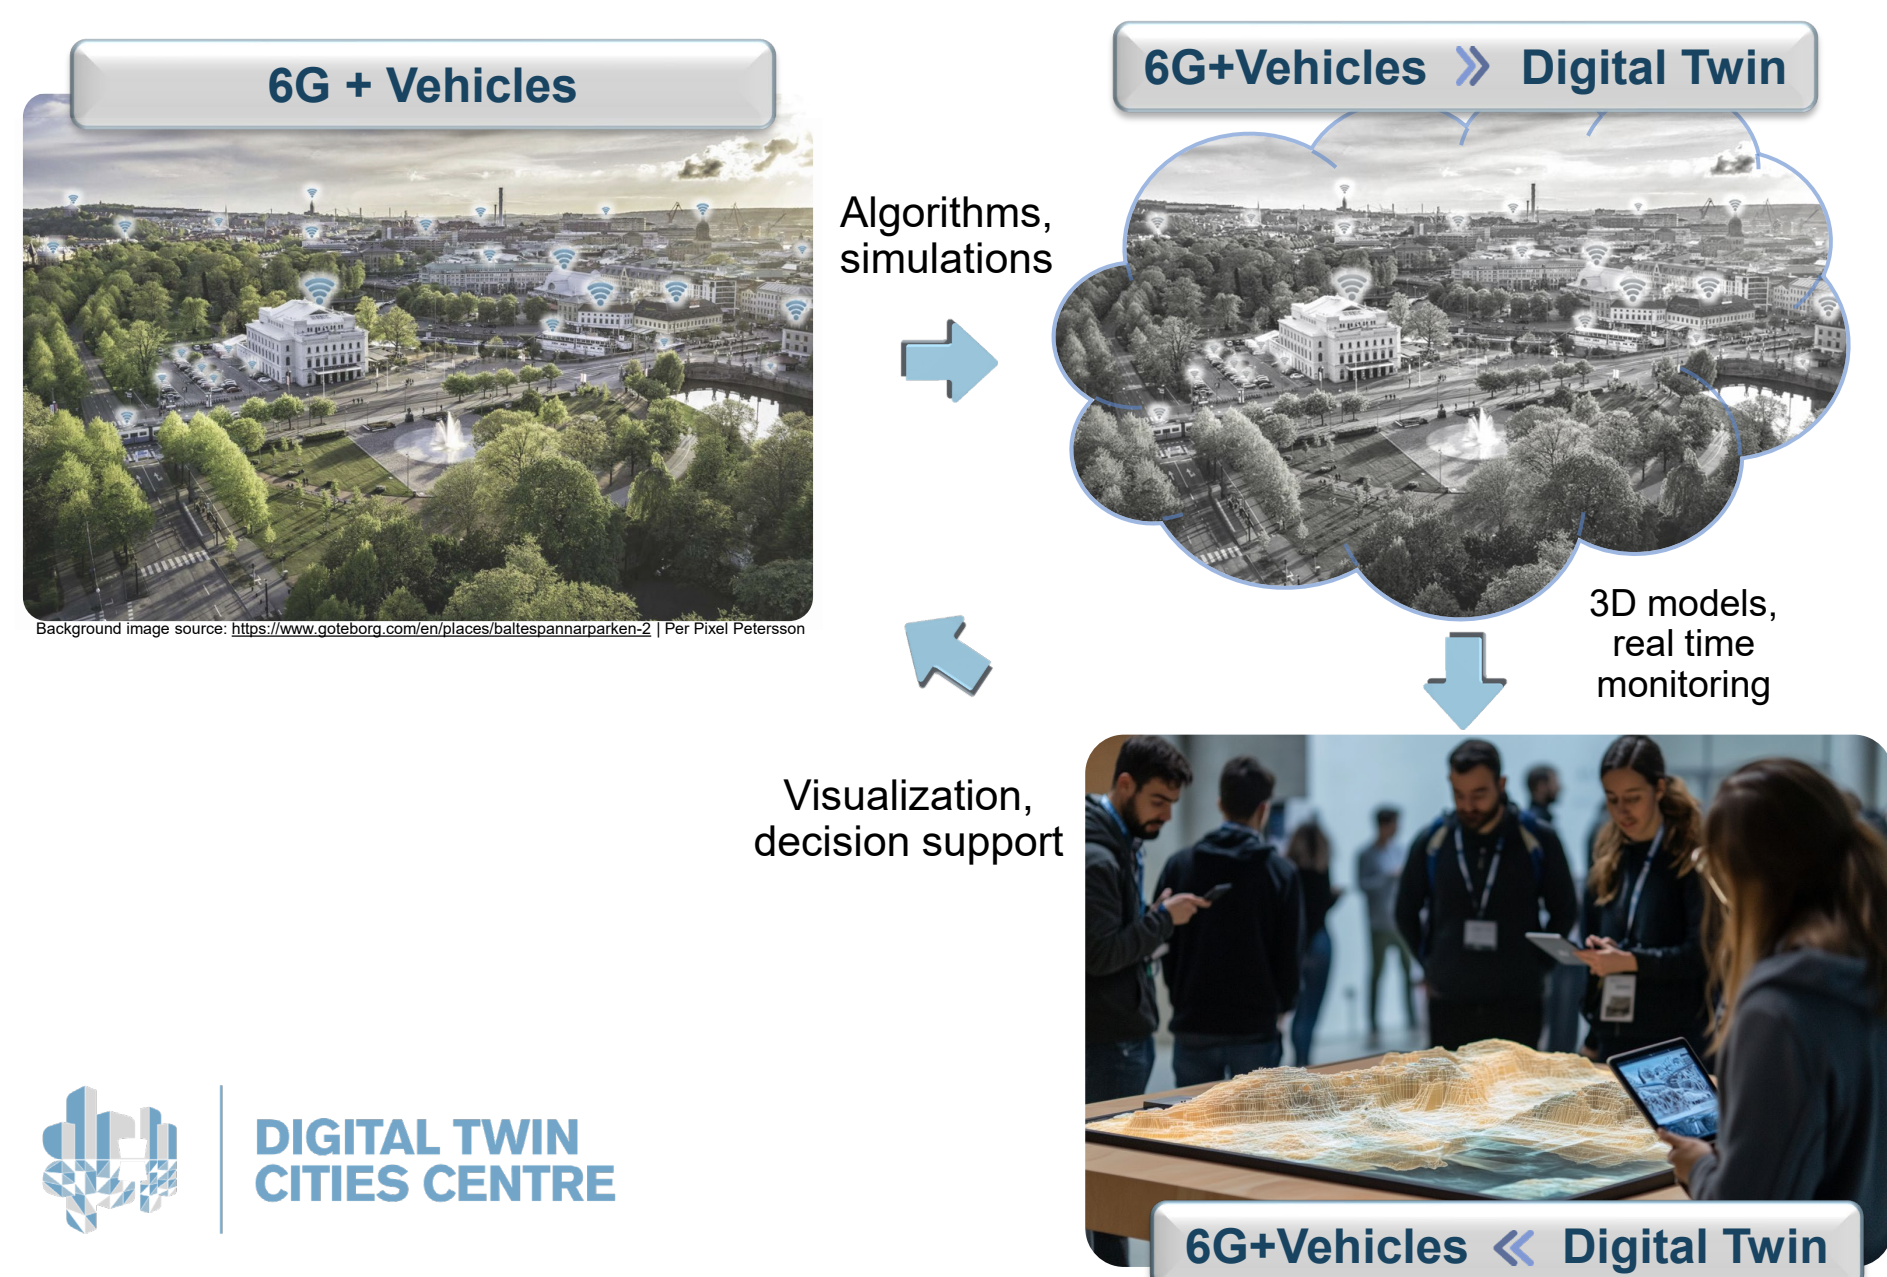 6G + Vehicles
6G+Vehicles » Digital Twin
Algorithms,
simulations
Background image source: https://www.goteborg.com/en/places/baltespannarparken-2 | Per Pixel Petersson
3D models,
real time
monitoring
Visualization,
decision support
DIGITAL TWIN
CITIES CENTRE
6G+Vehicles « Digital Twin